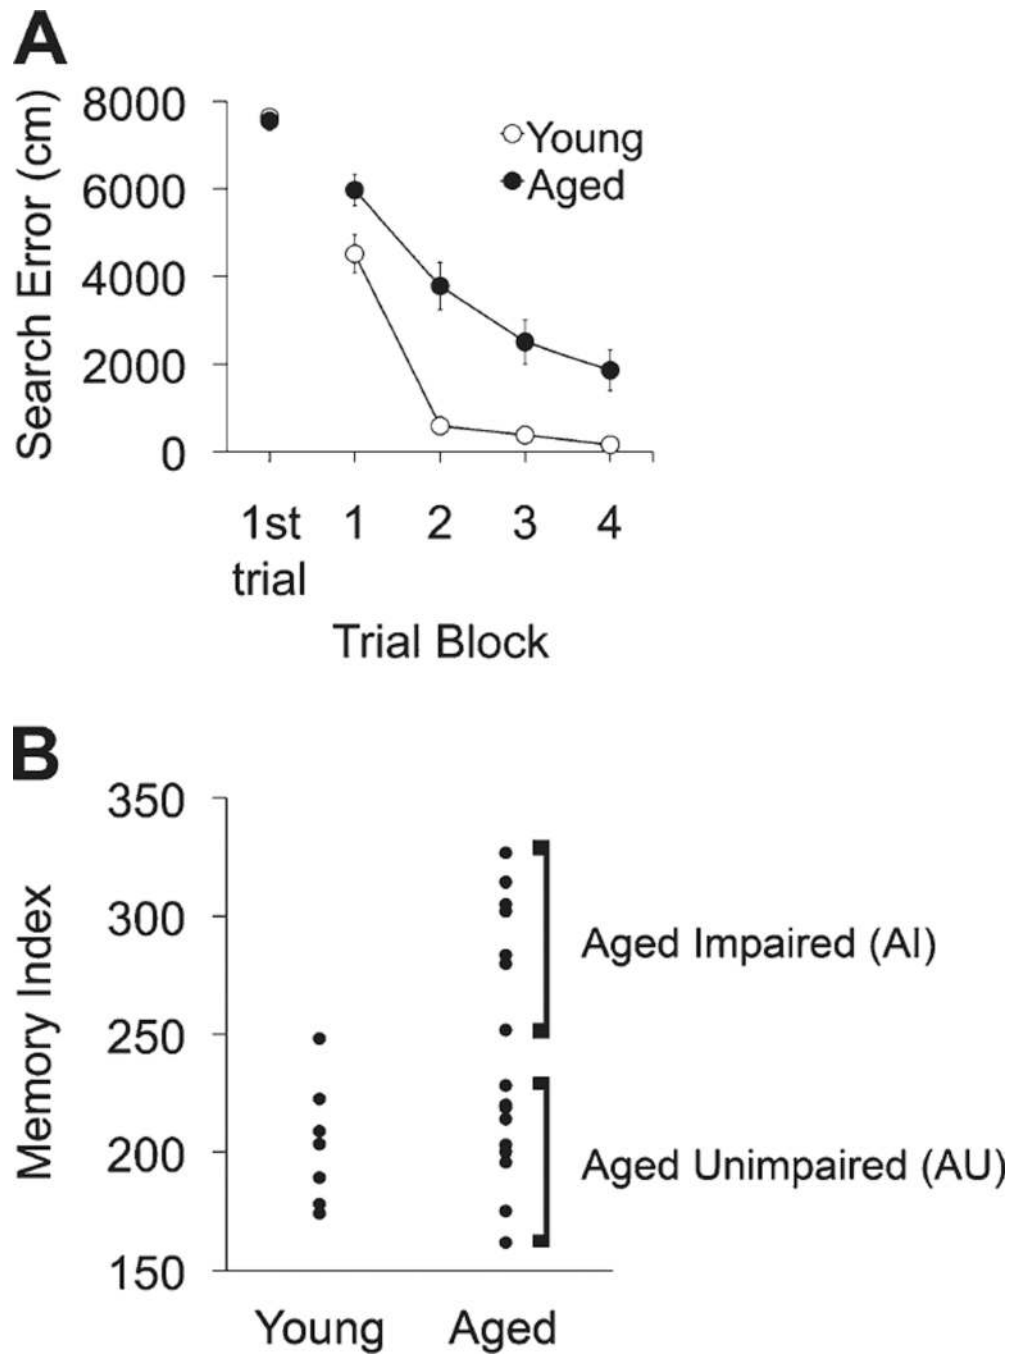 A
Search Error (cm)
8000
6000
4000
2000
0
Young
Aged
1st trial
1
2
3
4
Trial Block
B
Memory Index
350
300
250
200
150
Aged Impaired (AI)
Aged Unimpaired (AU)
Young
Aged